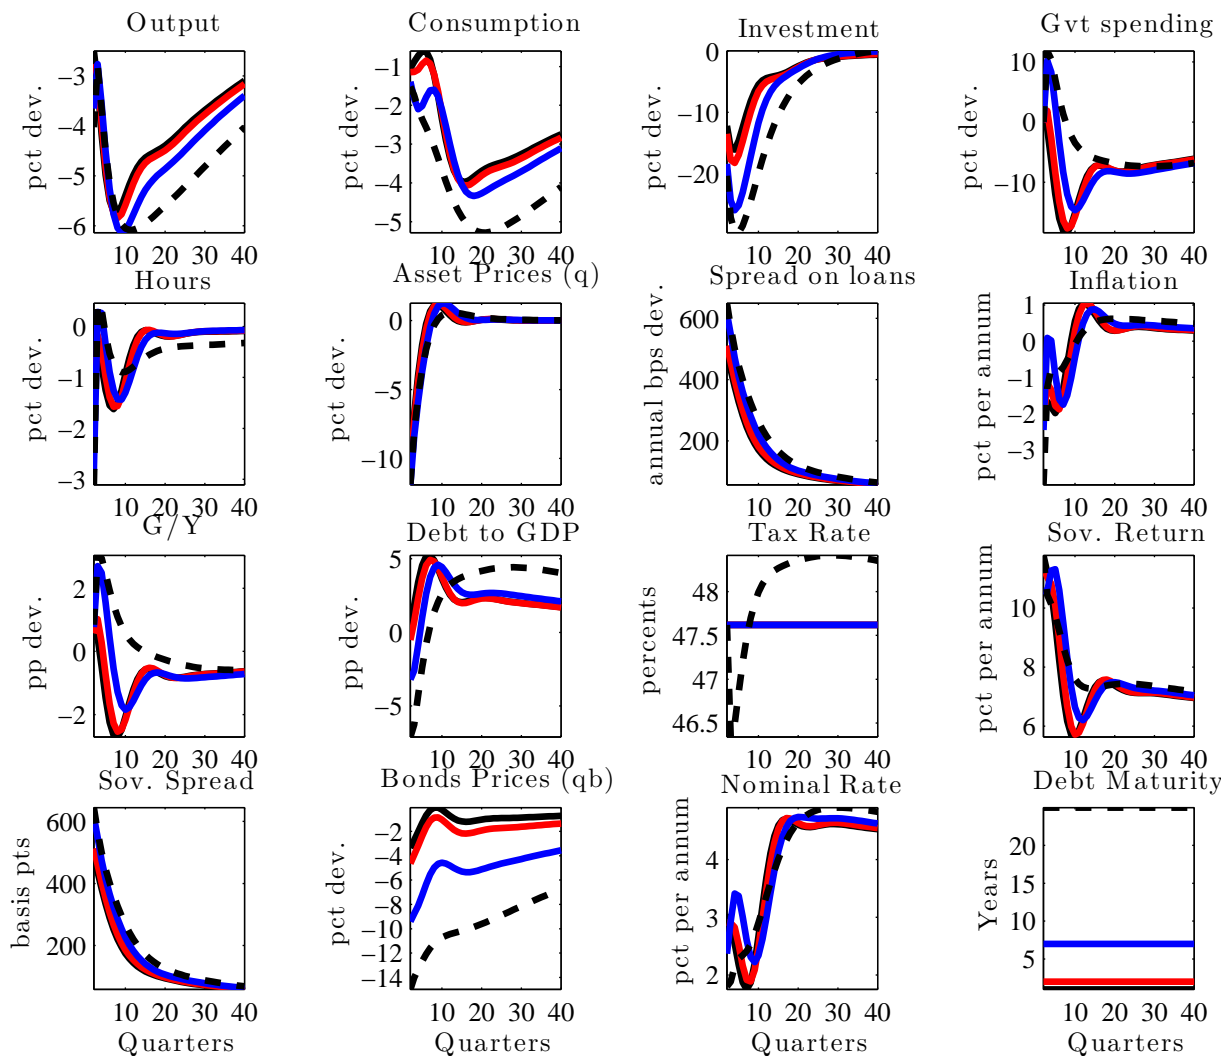 Output Consumption Investment Gvt spending
pct dev. −3 −4 −5 −6 10 20 30 40
pct dev. −1 −2 −3 −4 −5 10 20 30 40
pct dev. 0 −10 −20 10 20 30 40
pct dev. 10 0 −10 10 20 30 40
Hours Asset Prices (q) Spread on loans Inflation
pct dev. 0 −1 −2 −3 10 20 30 40
pct dev. 0 −5 −10 10 20 30 40
annual bps dev. 600 400 200 10 20 30 40
pct per annum 1 0 −1 −2 −3 10 20 30 40
G/Y Debt to GDP Tax Rate Sov. Return
pp dev. 2 0 −2 10 20 30 40
pp dev. 5 0 −5 10 20 30 40
percents 48 47.5 47 46.5 10 20 30 40
pct per annum 10 8 6 10 20 30 40
Sov. Spread Bonds Prices (qb) Nominal Rate Debt Maturity
basis pts 600 400 200 10 20 30 40
pct dev. −2 −4 −6 −8 −10 −12 −14 10 20 30 40
pct per annum 4 3 2 10 20 30 40
Years 20 15 10 5 10 20 30 40
Quarters Quarters Quarters Quarters